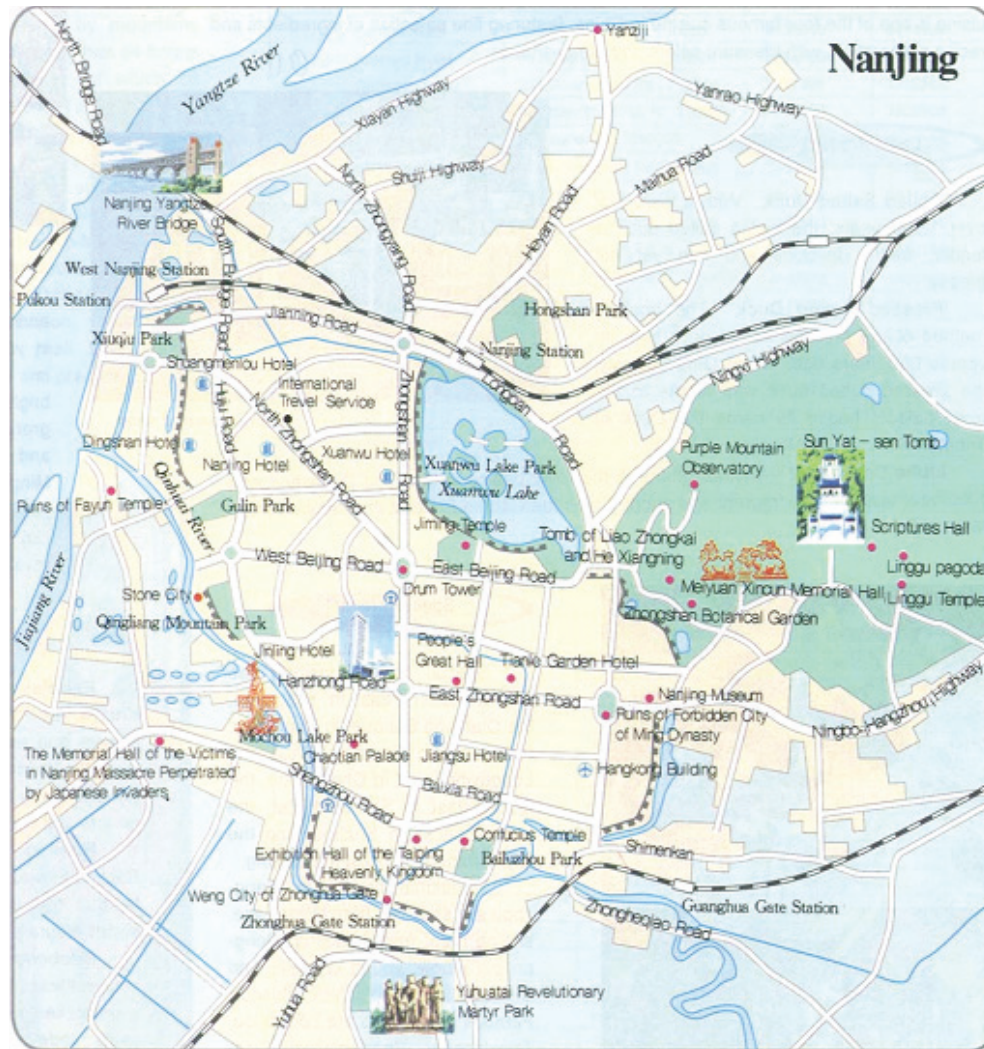 Nanjing
Yanziji
North Bridge Road
Yangtze River
Xiayan Highway
Yanrao Highway
Shuiji Highway
Maihua Road
North Zhongyang Road
Heyan Road
Nanjing Yangtze
River Bridge
South Bridge Road
West Nanjing Station
Pukou Station
Hongshan Park
Jianning Road
Nanjing Station
Ningxi Highway
Xiuqiu Park
Shuangmenlou Hotel
Longpan
Road
International
Trevel Service
Zhongshan Road
Huju Road
North Zhongshan Road
Dingshan Hotel
Nanjing Hotel
Xuanwu Hotel
Xuanwu Lake Park
Xuanwu Lake
Purple Mountain
Observatory
Sun Yat-sen Tomb
Qinhuai River
Ruins of Fayun Temple
Gulin Park
Jiming Temple
Tomb of Liao Zhongkai
and He Xiangning
Scriptures Hall
West Beijing Road
East Beijing Road
Linggu pagoda
Jiajiang River
Stone City
Drum Tower
Meiyuan Xincun Memorial Hall
Linggu Temple
Zhongshan Botanical Garden
Qingliang Mountain Park
Jinling Hotel
People's
Great Hall
Tianle Garden Hotel
Hanzhong Road
East Zhongshan Road
Nanjing Museum
Ruins of Forbidden City
of Ming Dynasty
Ningbo-Hangzhou Highway
Mochou Lake Park
Chaotian Palace
Jiangsu Hotel
The Memorial Hall of the Victims
in Nanjing Massacre Perpetrated
by Japanese Invaders
Hangkong Building
Shengzhou Road
Baixia Road
Confucius Temple
Exhibition Hall of the Taiping
Heavenly Kingdom
Bailuzhou Park
Shimenkan
Weng City of Zhonghua Gate
Zhonghua Gate Station
Guanghua Gate Station
Zhongheqiao Road
Yuhua Road
Yuhuatai Revelutionary
Martyr Park